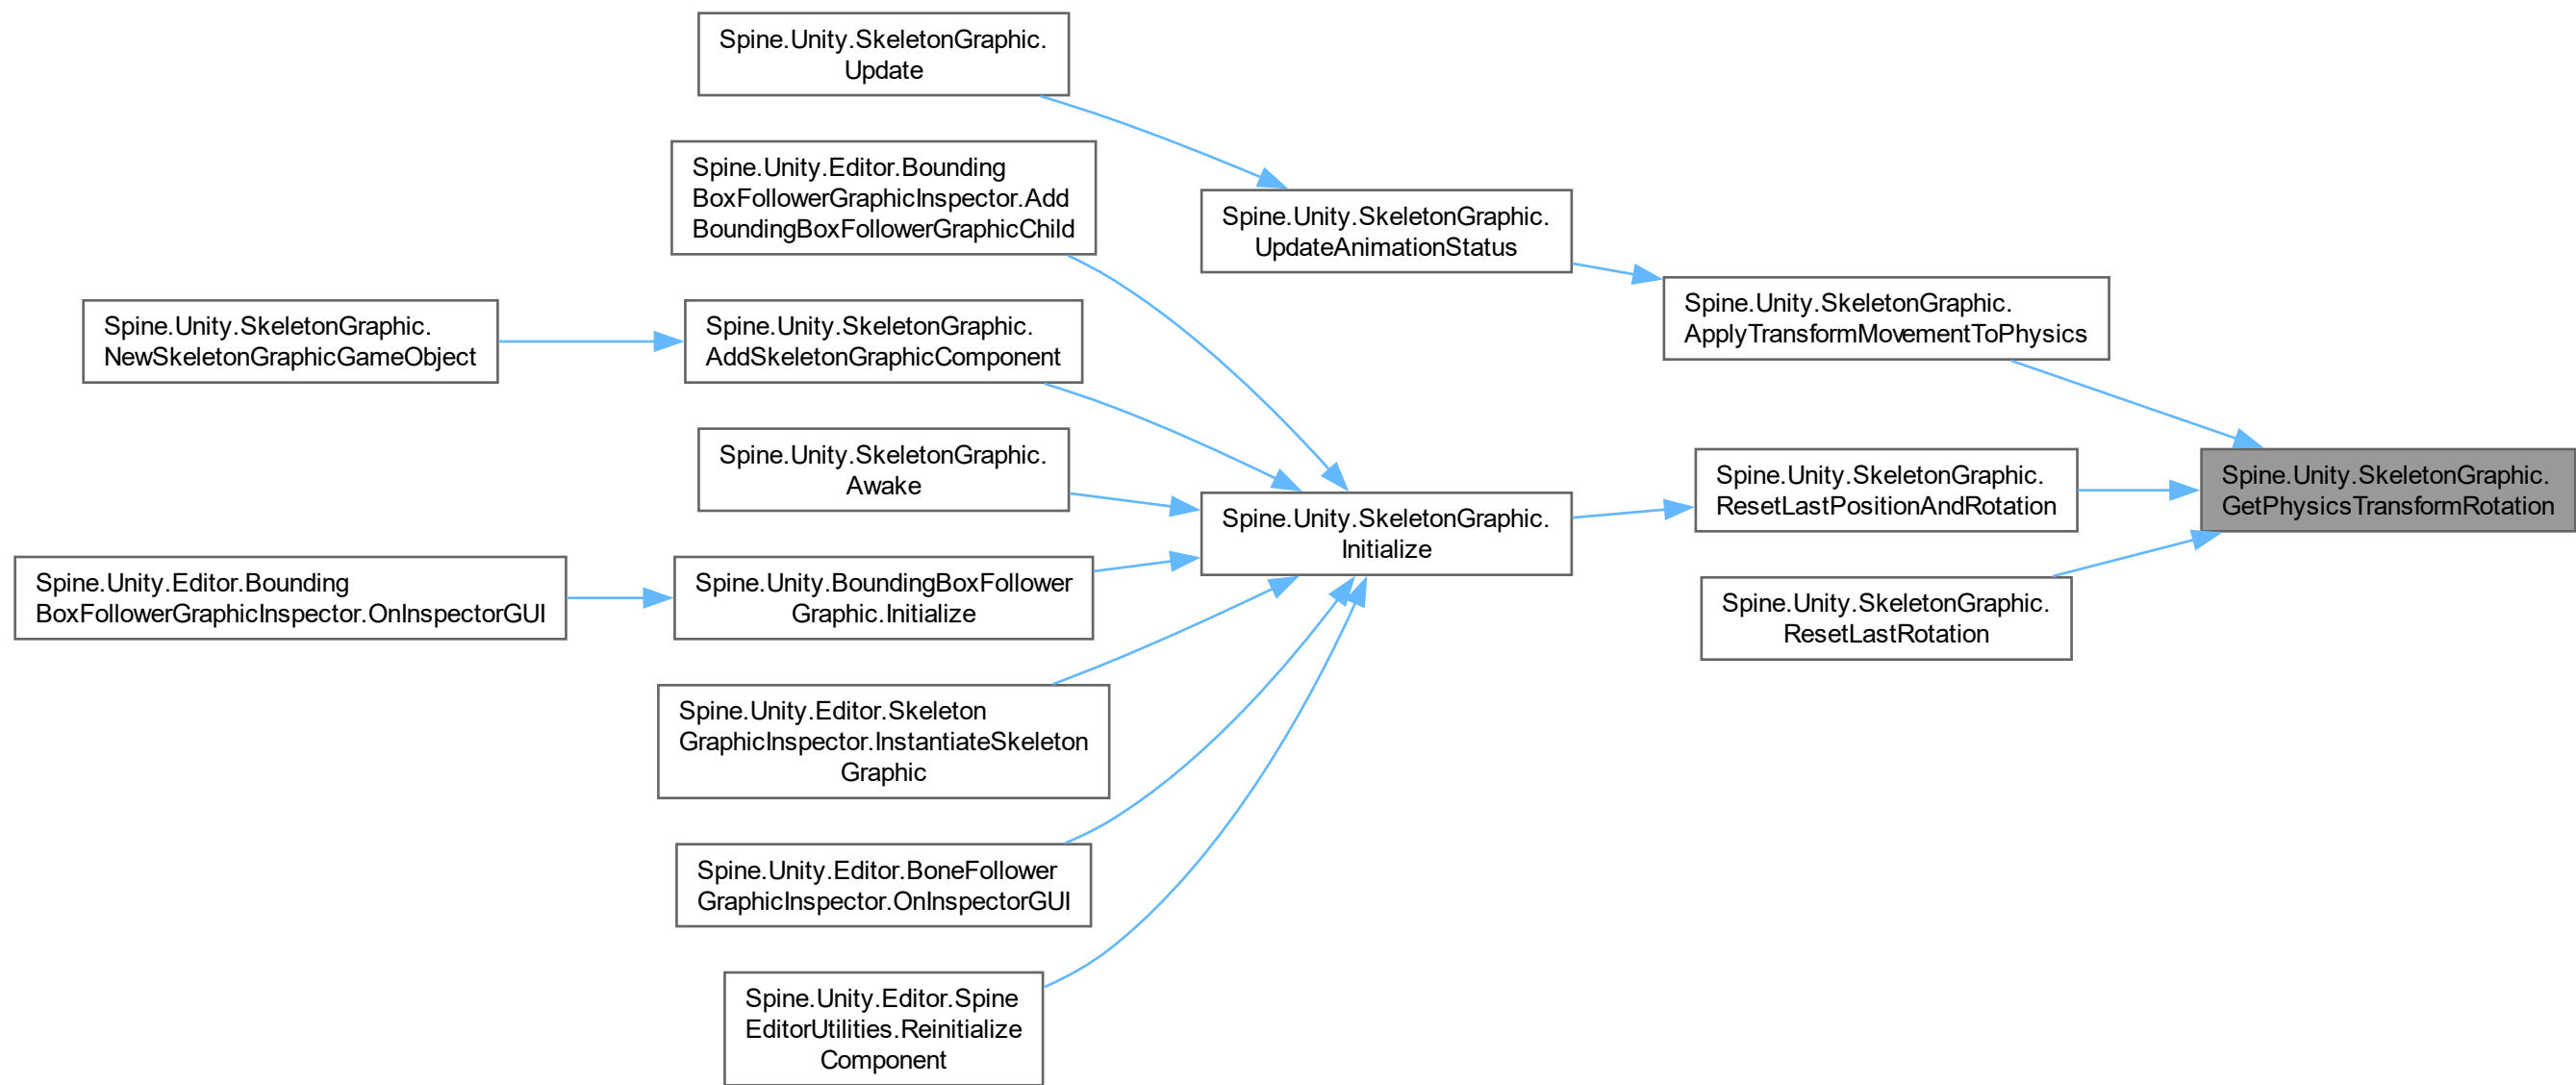 Spine.Unity.SkeletonGraphic.
Update
Spine.Unity.Editor.Bounding
BoxFollowerGraphicInspector.Add
BoundingBoxFollowerGraphicChild
Spine.Unity.SkeletonGraphic.
UpdateAnimationStatus
Spine.Unity.SkeletonGraphic.
NewSkeletonGraphicGameObject
Spine.Unity.SkeletonGraphic.
AddSkeletonGraphicComponent
Spine.Unity.SkeletonGraphic.
ApplyTransformMovementToPhysics
Spine.Unity.SkeletonGraphic.
Awake
Spine.Unity.SkeletonGraphic.
Initialize
Spine.Unity.SkeletonGraphic.
ResetLastPositionAndRotation
Spine.Unity.SkeletonGraphic.
GetPhysicsTransformRotation
Spine.Unity.Editor.Bounding
BoxFollowerGraphicInspector.OnInspectorGUI
Spine.Unity.BoundingBoxFollower
Graphic.Initialize
Spine.Unity.SkeletonGraphic.
ResetLastRotation
Spine.Unity.Editor.Skeleton
GraphicInspector.InstantiateSkeleton
Graphic
Spine.Unity.Editor.BoneFollower
GraphicInspector.OnInspectorGUI
Spine.Unity.Editor.Spine
EditorUtilities.Reinitialize
Component